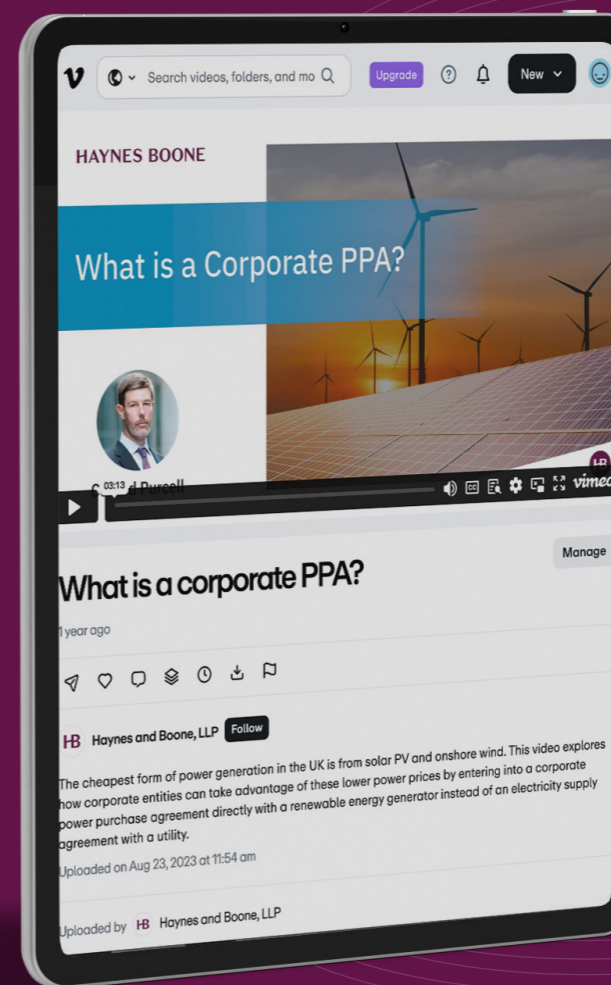 Search videos, folders, and mo
Upgrade
New
HAYNES BOONE
What is a Corporate PPA?
03:13
Purcell
CC
HB
vimeo
What is a corporate PPA?
Manage
1 year ago
HB Haynes and Boone, LLP Follow
The cheapest form of power generation in the UK is from solar PV and onshore wind. This video explores
how corporate entities can take advantage of these lower power prices by entering into a corporate
power purchase agreement directly with a renewable energy generator instead of an electricity supply
agreement with a utility.
Uploaded on Aug 23, 2023 at 11:54 am
Uploaded by HB Haynes and Boone, LLP